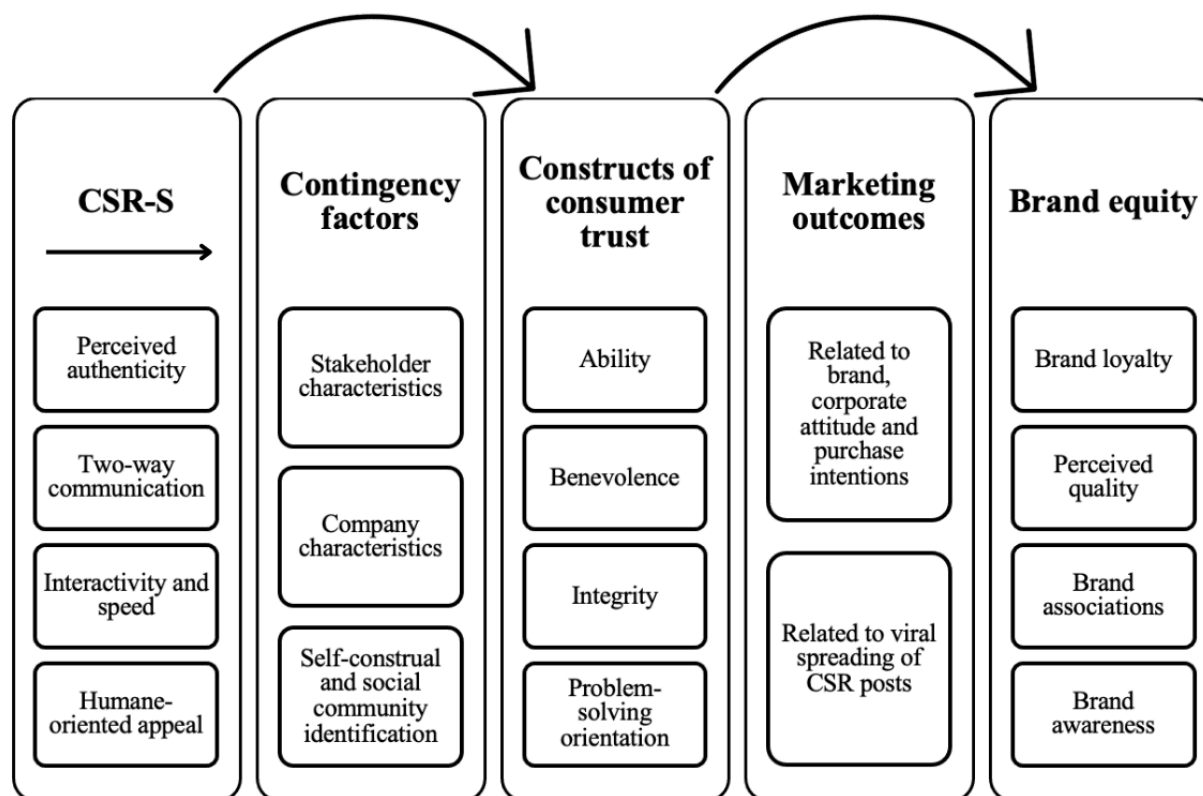 CSR-S
Perceived
authenticity
Two-way
communication
Interactivity and
speed
Humane-
oriented appeal
Contingency
factors
Stakeholder
characteristics
Company
characteristics
Self-construal
and social
community
identification
Constructs of
consumer
trust
Ability
Benevolence
Integrity
Problem-
solving
orientation
Marketing
outcomes
Related to
brand,
corporate
attitude and
purchase
intentions
Related to viral
spreading of
CSR posts
Brand equity
Brand loyalty
Perceived
quality
Brand
associations
Brand
awareness